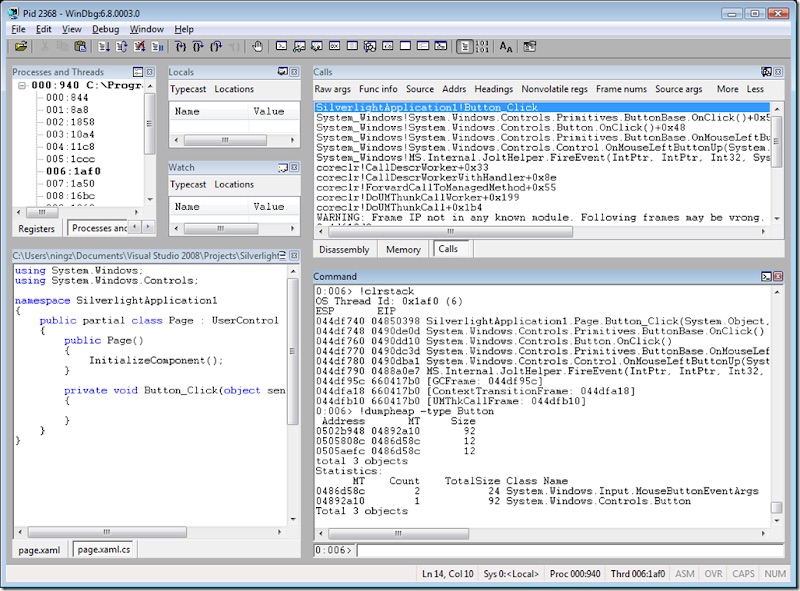 Pid 2368 - WinDbg:6.8.0003.0
File Edit View Debug Window Help
Processes and Threads
000:940 C:\Progr
000:844
001:8a8
002:1858
003:10a4
004:11c8
005:1ccc
006:1af0
007:1a50
008:16bc
Registers Processes and
Locals
Typecast Locations
Name Value
Watch
Typecast Locations
Name Value
Calls
Raw args Func info Source Addrs Headings Nonvolatile regs Frame nums Source args More Less
SilverlightApplication1!Button_Click
System_Windows!System.Windows.Controls.Primitives.ButtonBase.OnClick()+0x5
System_Windows!System.Windows.Controls.Button.OnClick()+0x48
System_Windows!System.Windows.Controls.Primitives.ButtonBase.OnMouseLeftBu
System_Windows!System.Windows.Controls.Control.OnMouseLeftButtonUp(System.
System_Windows!MS.Internal.JoltHelper.FireEvent(IntPtr, IntPtr, Int32, Sys
coreclr!CallDescrWorker+0x33
coreclr!CallDescrWorkerWithHandler+0x8e
coreclr!ForwardCallToManagedMethod+0x55
coreclr!DoUMThunkCallWorker+0x199
coreclr!DoUMThunkCall+0x1b4
WARNING: Frame IP not in any known module. Following frames may be wrong.
Disassembly Memory Calls
C:\Users\ningz\Documents\Visual Studio 2008\Projects\Silverlight
using System.Windows;
using System.Windows.Controls;
namespace SilverlightApplication1
{
public partial class Page : UserControl
{
public Page()
{
InitializeComponent();
}
private void Button_Click(object sen
{
}
}
}
page.xaml page.xaml.cs
Command
0:006> !clrstack
OS Thread Id: 0x1af0 (6)
ESP EIP
044df740 04850398 SilverlightApplication1.Page.Button_Click(System.Object,
044df748 0490de0d System.Windows.Controls.Primitives.ButtonBase.OnClick()
044df760 0490dd10 System.Windows.Controls.Button.OnClick()
044df770 0490dc3d System.Windows.Controls.Primitives.ButtonBase.OnMouseLef
044df780 0490dba1 System.Windows.Controls.Control.OnMouseLeftButtonUp(Syst
044df790 0488a0e7 MS.Internal.JoltHelper.FireEvent(IntPtr, IntPtr, Int32,
044df95c 660417b0 [GCFrame: 044df95c]
044dfa18 660417b0 [ContextTransitionFrame: 044dfa18]
044dfb10 660417b0 [UMThkCallFrame: 044dfb10]
0:006> !dumpheap -type Button
Address MT Size
0502b948 04892a10 92
0505808c 0486d58c 12
0505aefc 0486d58c 12
total 3 objects
Statistics:
MT Count TotalSize Class Name
0486d58c 2 24 System.Windows.Input.MouseButtonEventArgs
04892a10 1 92 System.Windows.Controls.Button
Total 3 objects
0:006>
Ln 14, Col 10 Sys 0:<Local> Proc 000:940 Thrd 006:1af0 ASM OVR CAPS NUM